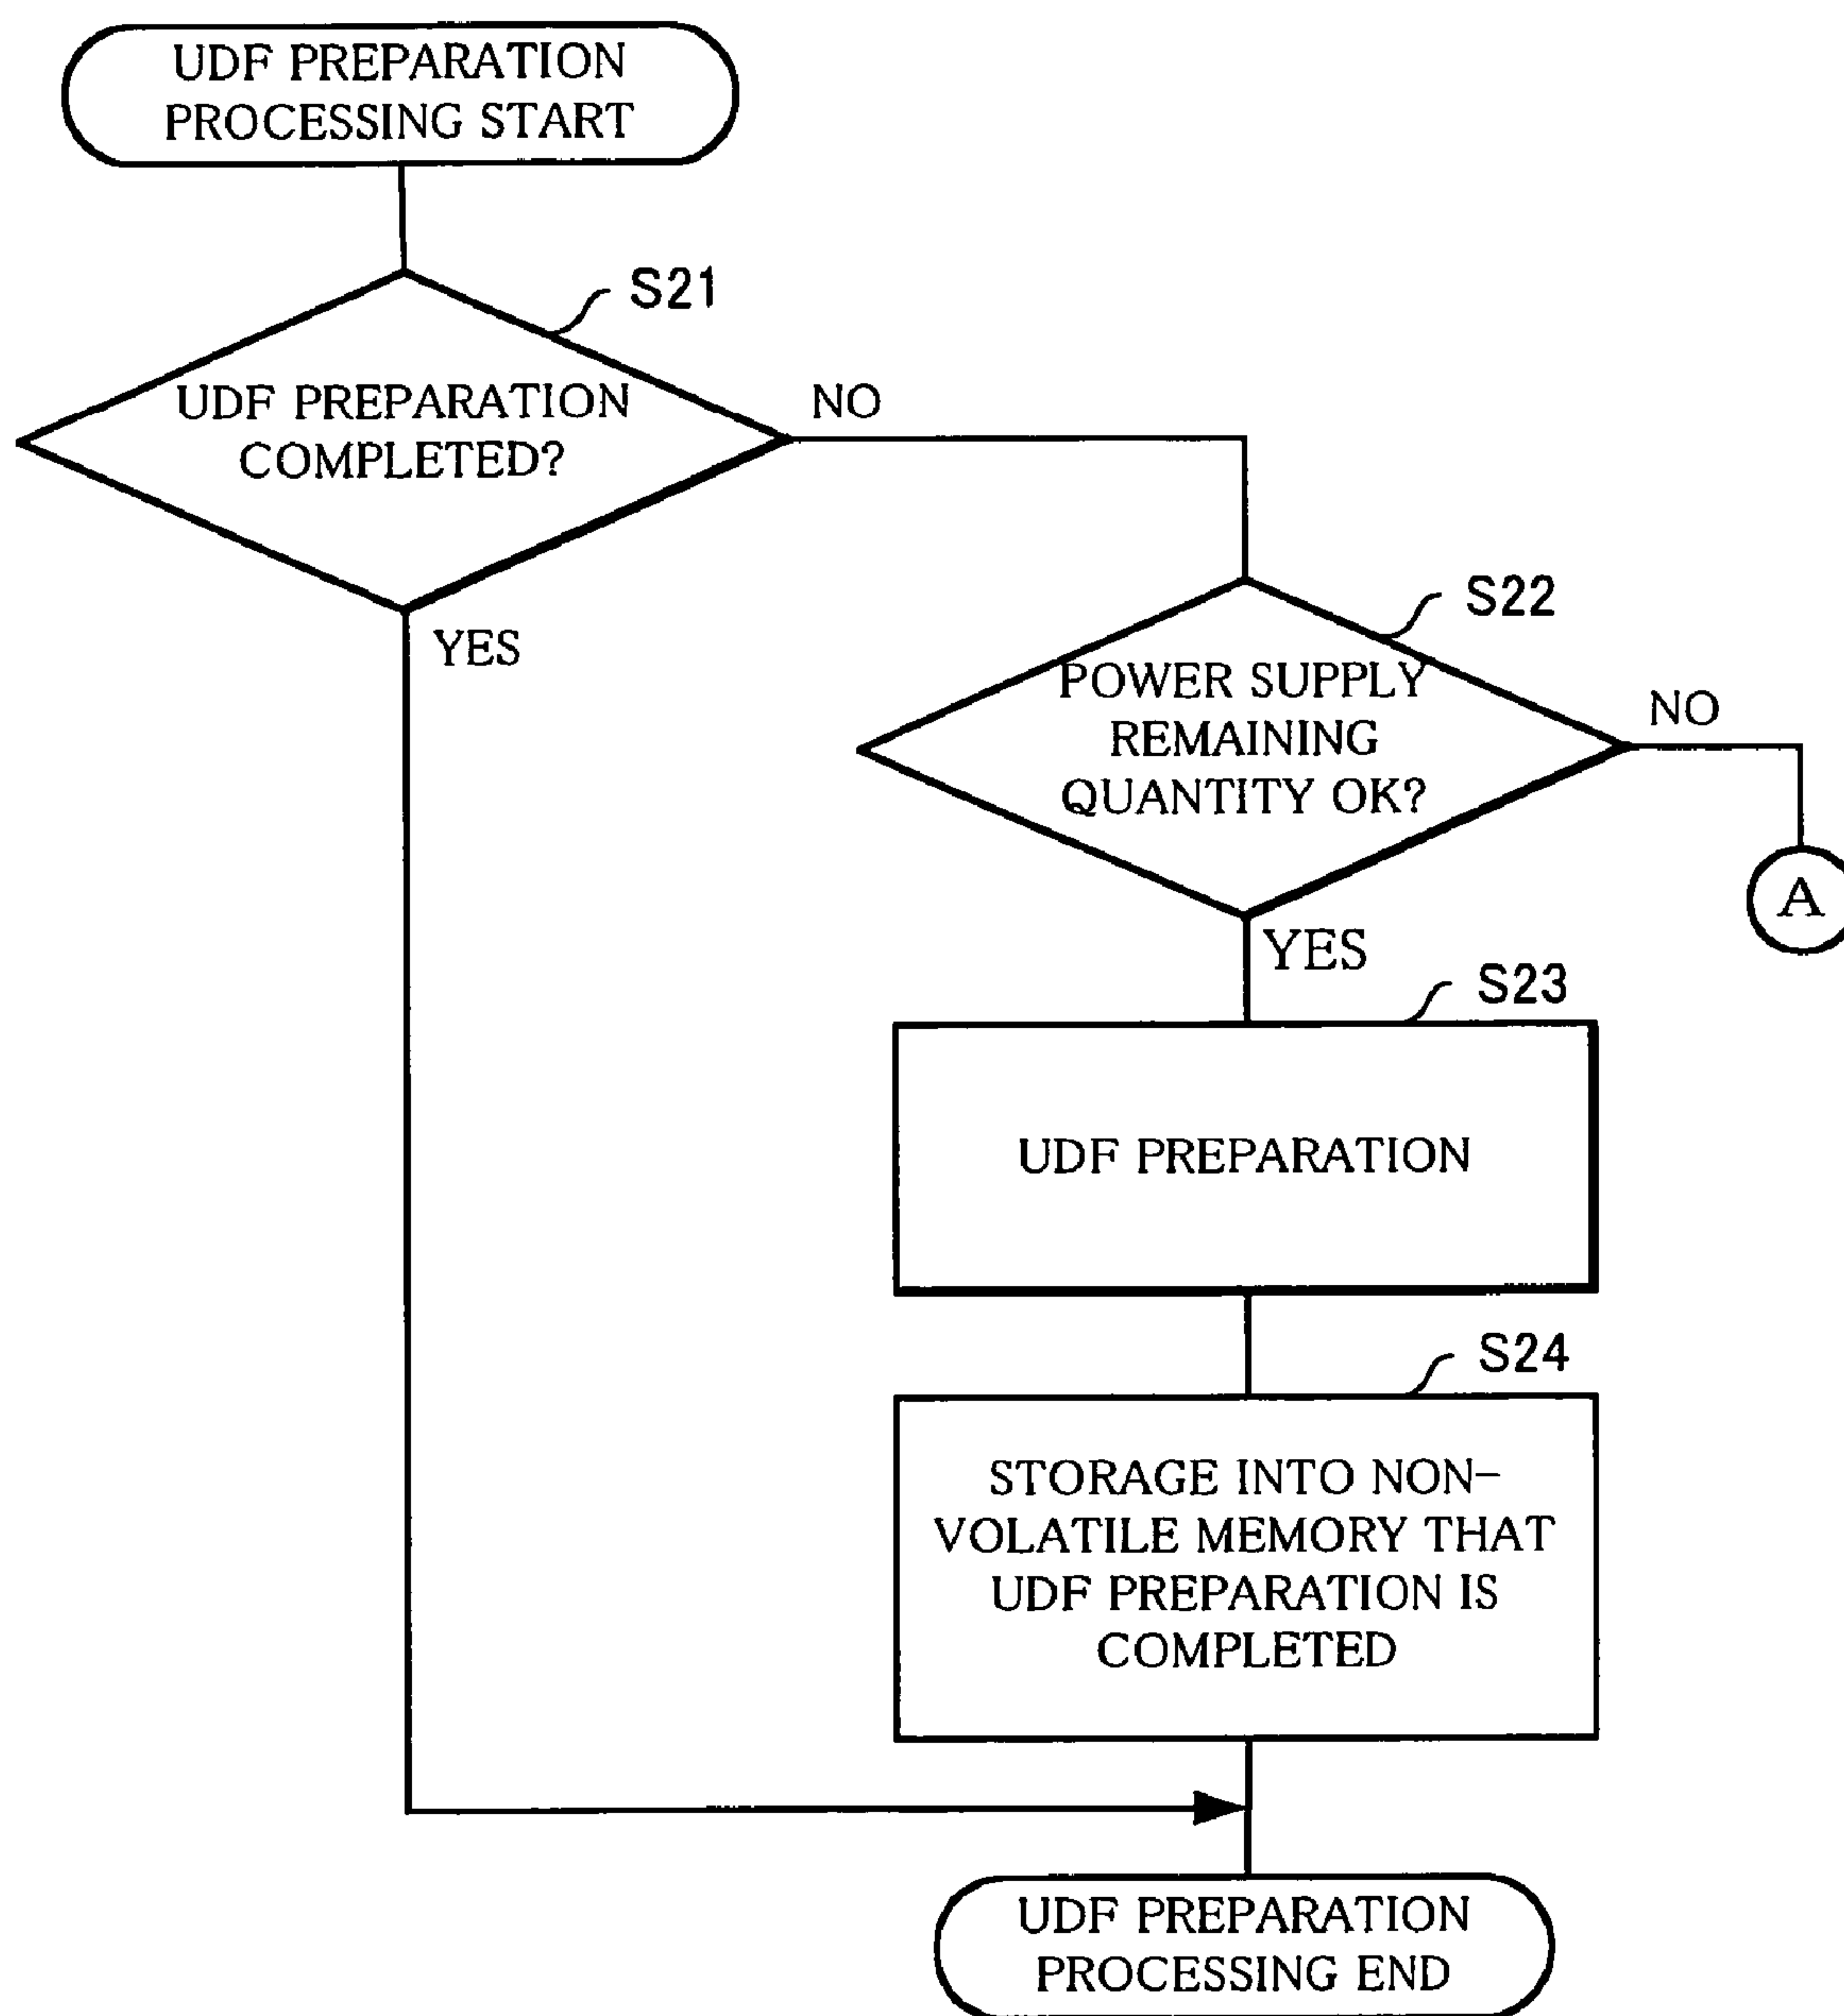 UDF PREPARATION
PROCESSING START
S21
UDF PREPARATION
COMPLETED?
NO
YES
S22
POWER SUPPLY
REMAINING
QUANTITY OK?
NO
A
YES
S23
UDF PREPARATION
S24
STORAGE INTO NON-
VOLATILE MEMORY THAT
UDF PREPARATION IS
COMPLETED
UDF PREPARATION
PROCESSING END